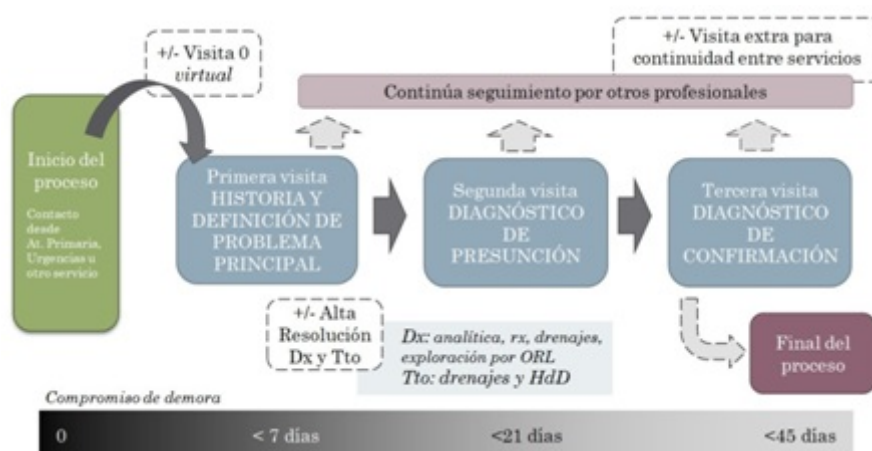 +/- Visita 0
virtual
+/- Visita extra para
continuidad entre servicios
Continúa seguimiento por otros profesionales
Inicio del
proceso
Contacto
desde
At. Primaria,
Urgencias u
otro servicio
Primera visita
HISTORIA Y
DEFINICIÓN DE
PROBLEMA
PRINCIPAL
Segunda visita
DIAGNÓSTICO
DE
PRESUNCIÓN
Tercera visita
DIAGNÓSTICO
DE
CONFIRMACIÓN
+/- Alta
Resolución
Dx y Tto
Dx: analítica, rx, drenajes,
exploración por ORL
Tto: drenajes y HdD
Final del
proceso
Compromiso de demora
0 < 7 días <21 días <45 días